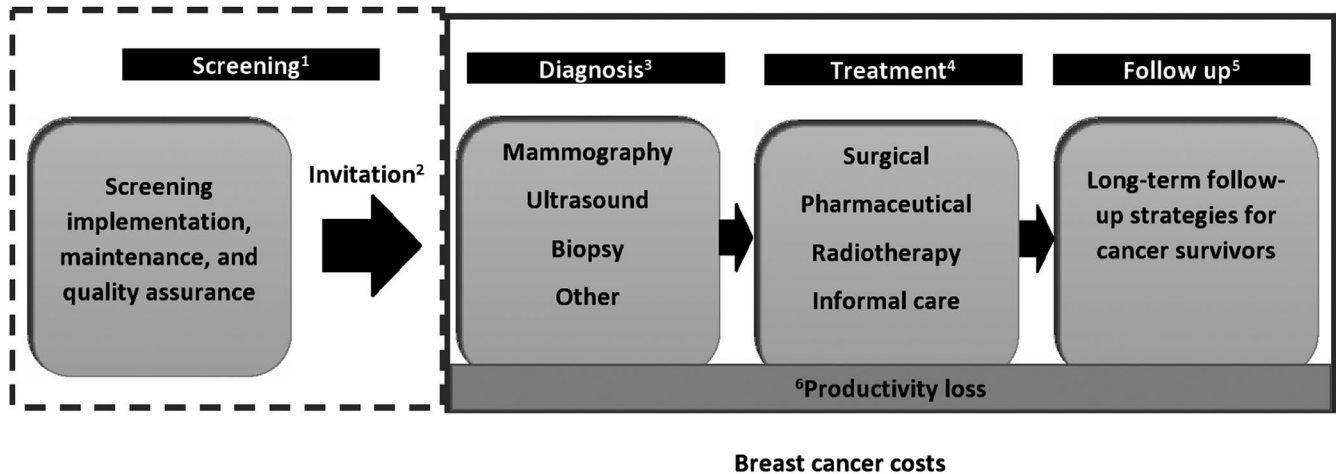 Screening¹
Screening
implementation,
maintenance, and
quality assurance
Invitation²
Diagnosis³
Mammography
Ultrasound
Biopsy
Other
Treatment⁴
Surgical
Pharmaceutical
Radiotherapy
Informal care
Follow up⁵
Long-term follow-
up strategies for
cancer survivors
⁶Productivity loss
Breast cancer costs